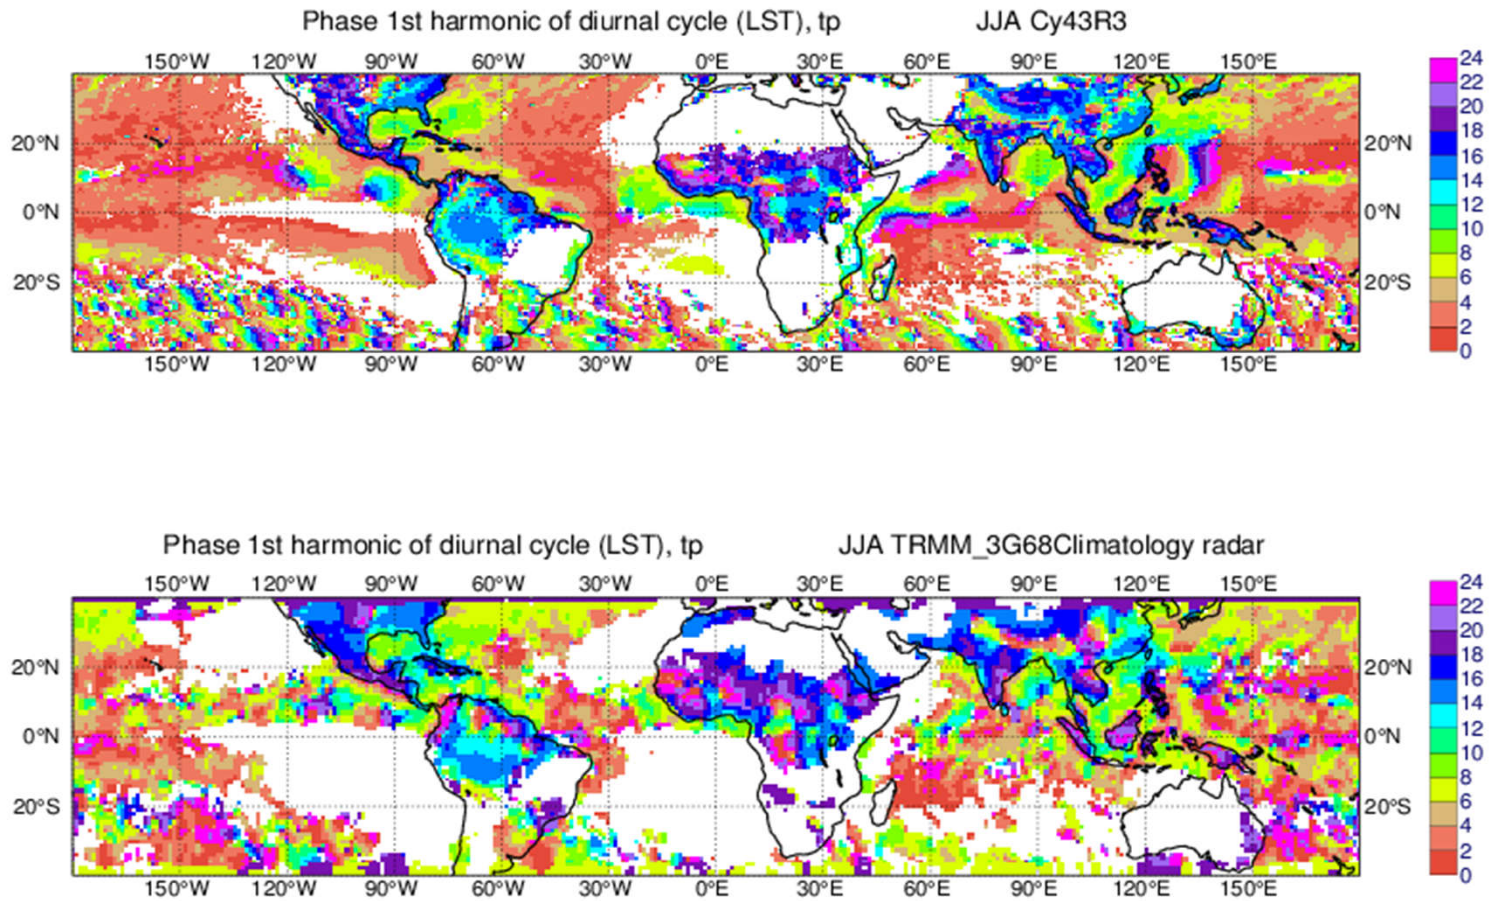 Phase 1st harmonic of diurnal cycle (LST), tp JJA Cy43R3
150°W 120°W 90°W 60°W 30°W 0°E 30°E 60°E 90°E 120°E 150°E
24
22
20
18
16
14
12
10
8
6
4
2
0
20°N 20°N
0°N 0°N
20°S 20°S
150°W 120°W 90°W 60°W 30°W 0°E 30°E 60°E 90°E 120°E 150°E
Phase 1st harmonic of diurnal cycle (LST), tp JJA TRMM_3G68Climatology radar
150°W 120°W 90°W 60°W 30°W 0°E 30°E 60°E 90°E 120°E 150°E
24
22
20
18
16
14
12
10
8
6
4
2
0
20°N 20°N
0°N 0°N
20°S 20°S
150°W 120°W 90°W 60°W 30°W 0°E 30°E 60°E 90°E 120°E 150°E